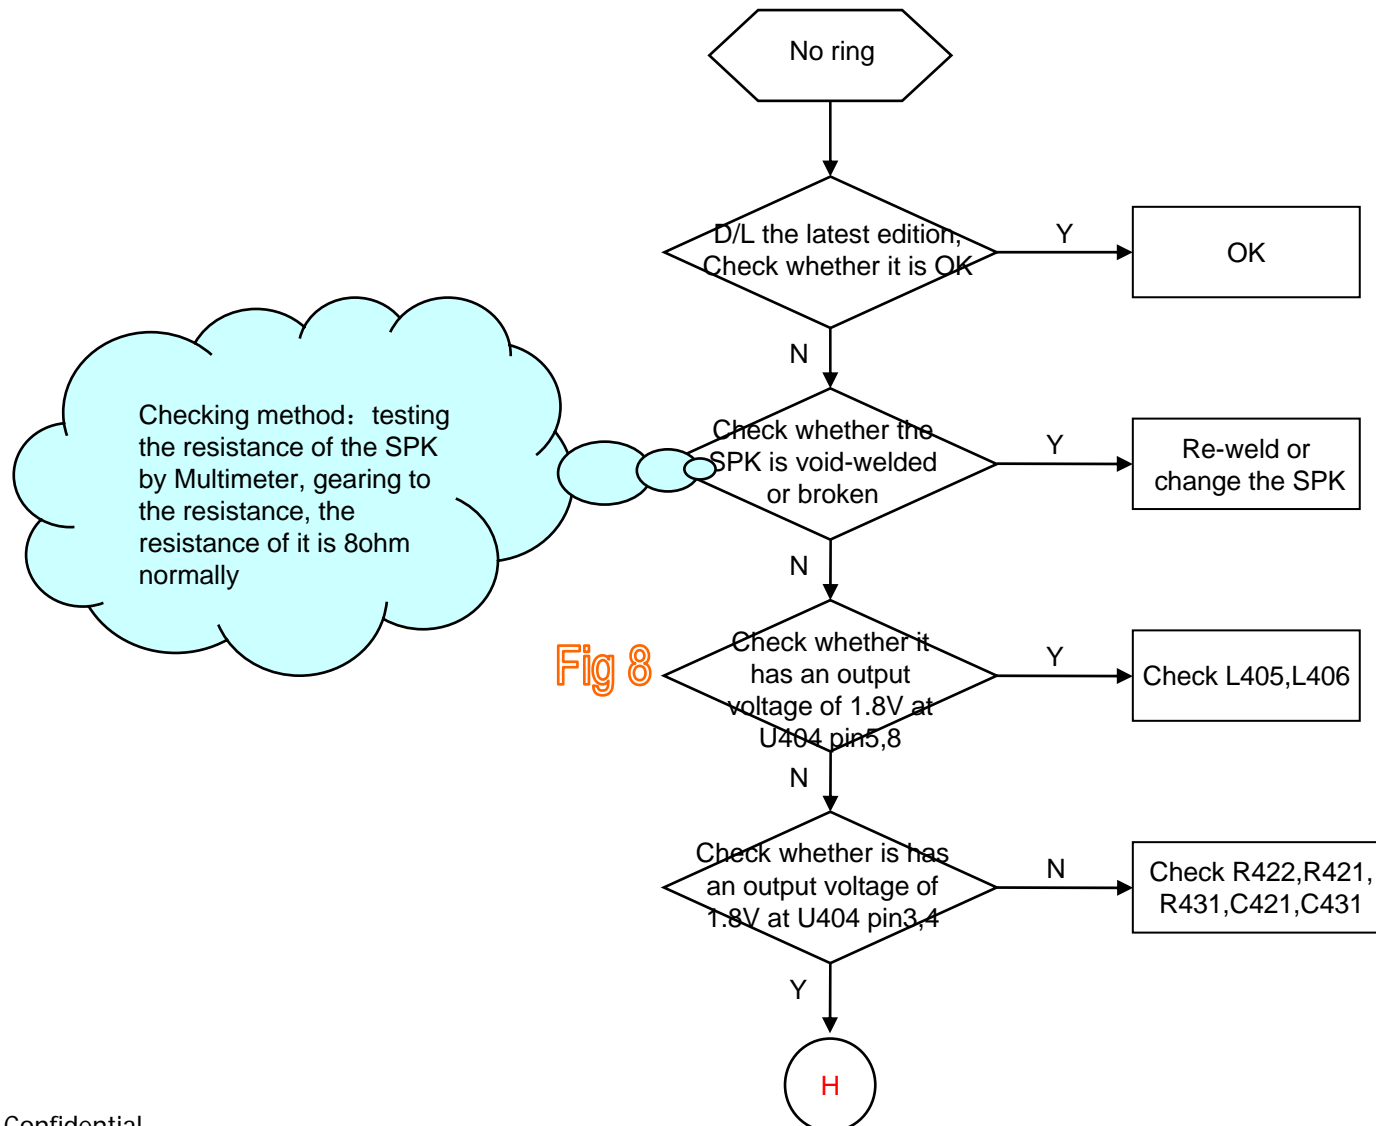 No ring
D/L the latest edition,
Check whether it is OK
Y
OK
N
Checking method：testing
the resistance of the SPK
by Multimeter, gearing to
the resistance, the
resistance of it is 8ohm
normally
Check whether the
SPK is void-welded
or broken
Y
Re-weld or
change the SPK
N
Fig 8
Check whether it
has an output
voltage of 1.8V at
U404 pin5,8
Y
Check L405,L406
N
Check whether is has
an output voltage of
1.8V at U404 pin3,4
N
Check R422,R421,
R431,C421,C431
Y
H
Confidential